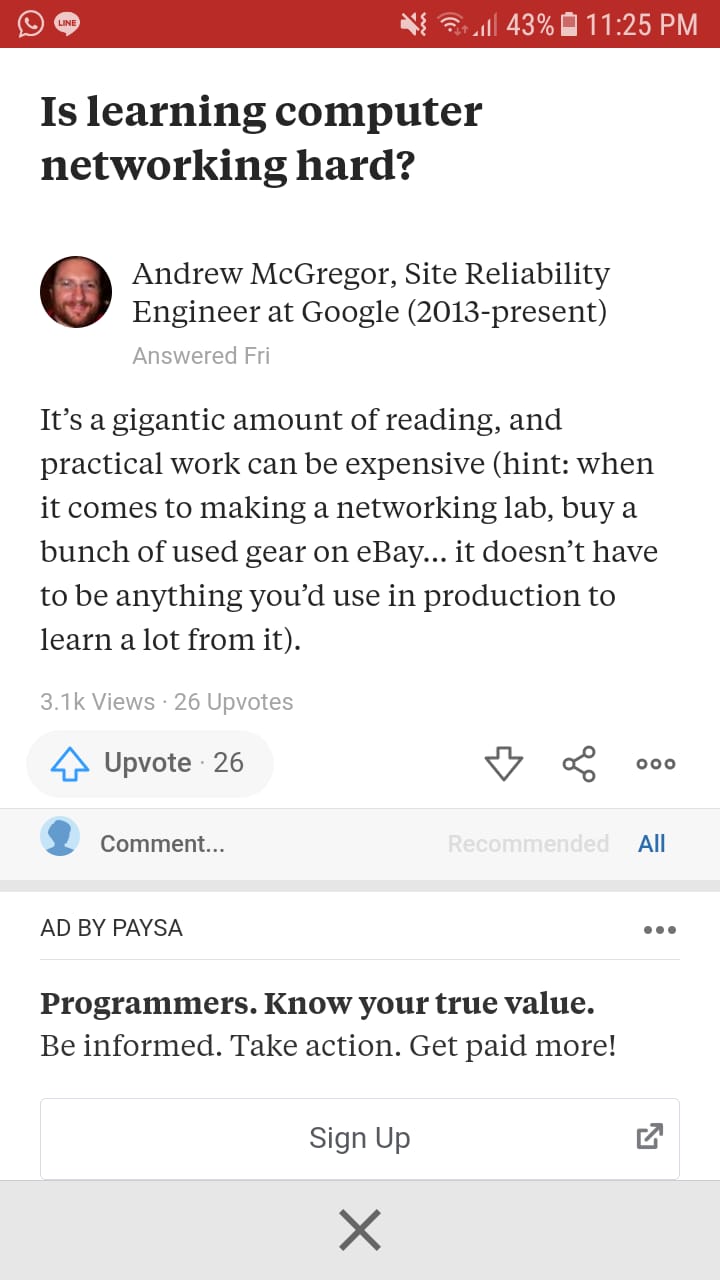 LINE
43% 11:25 PM
Is learning computer
networking hard?
Andrew McGregor, Site Reliability
Engineer at Google (2013-present)
Answered Fri
It’s a gigantic amount of reading, and
practical work can be expensive (hint: when
it comes to making a networking lab, buy a
bunch of used gear on eBay... it doesn’t have
to be anything you’d use in production to
learn a lot from it).
3.1k Views · 26 Upvotes
Upvote · 26
Comment... Recommended All
AD BY PAYSA
Programmers. Know your true value.
Be informed. Take action. Get paid more!
Sign Up